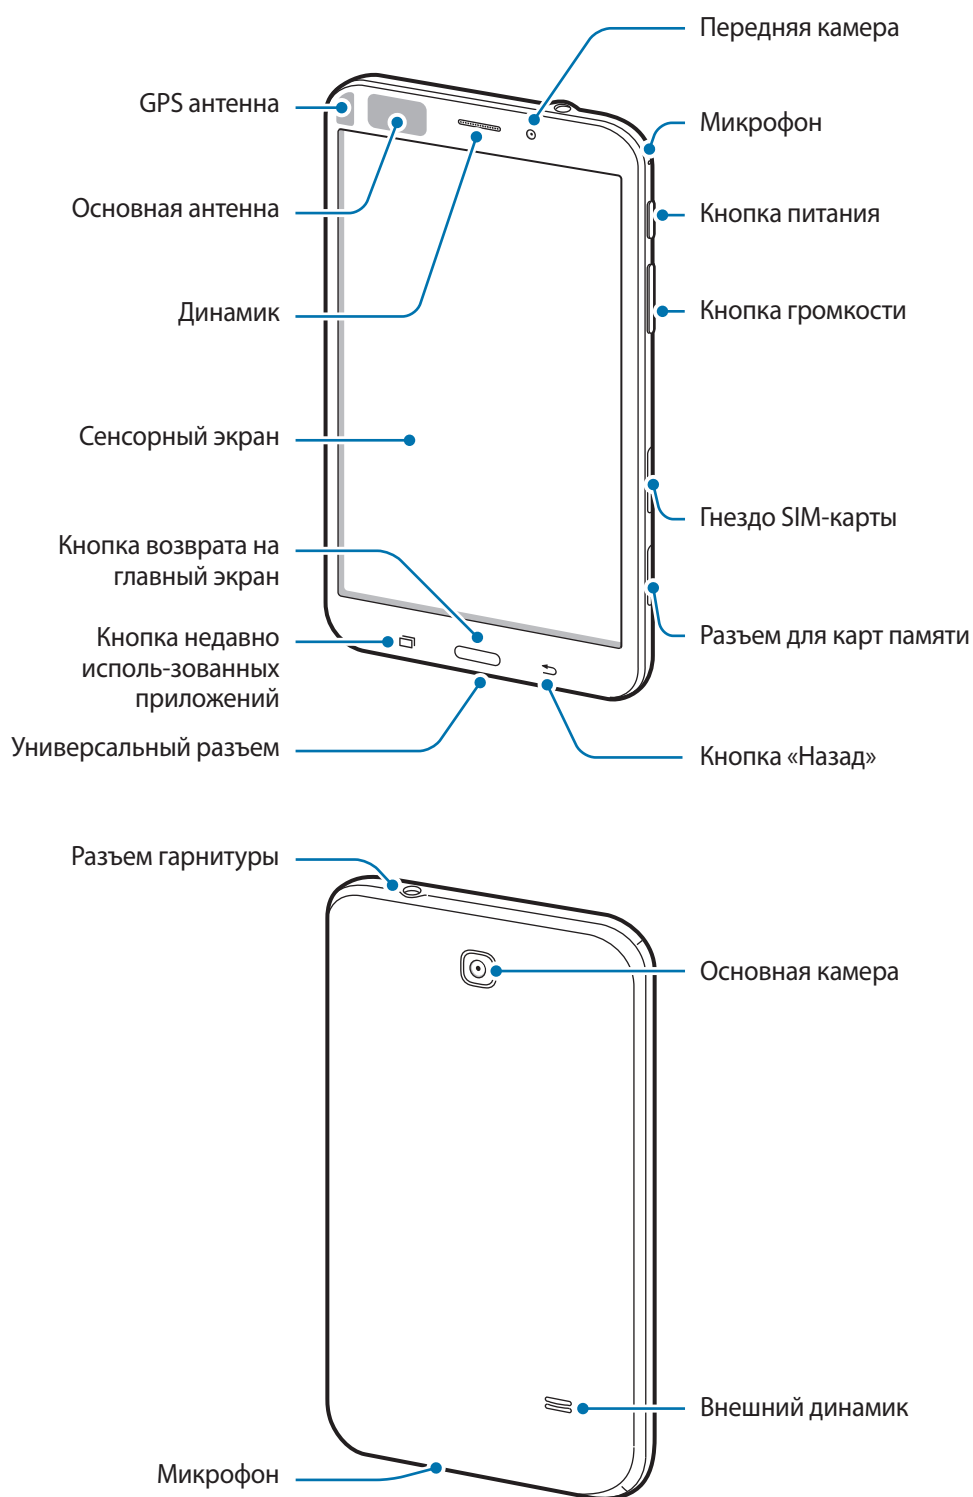 Передняя камера
GPS антенна
Микрофон
Основная антенна
Кнопка питания
Динамик
Кнопка громкости
Сенсорный экран
Гнездо SIM-карты
Кнопка возврата на
главный экран
Кнопка недавно
исполь-зованных
приложений
Разъем для карт памяти
Универсальный разъем
Кнопка «Назад»
Разъем гарнитуры
Основная камера
Внешний динамик
Микрофон